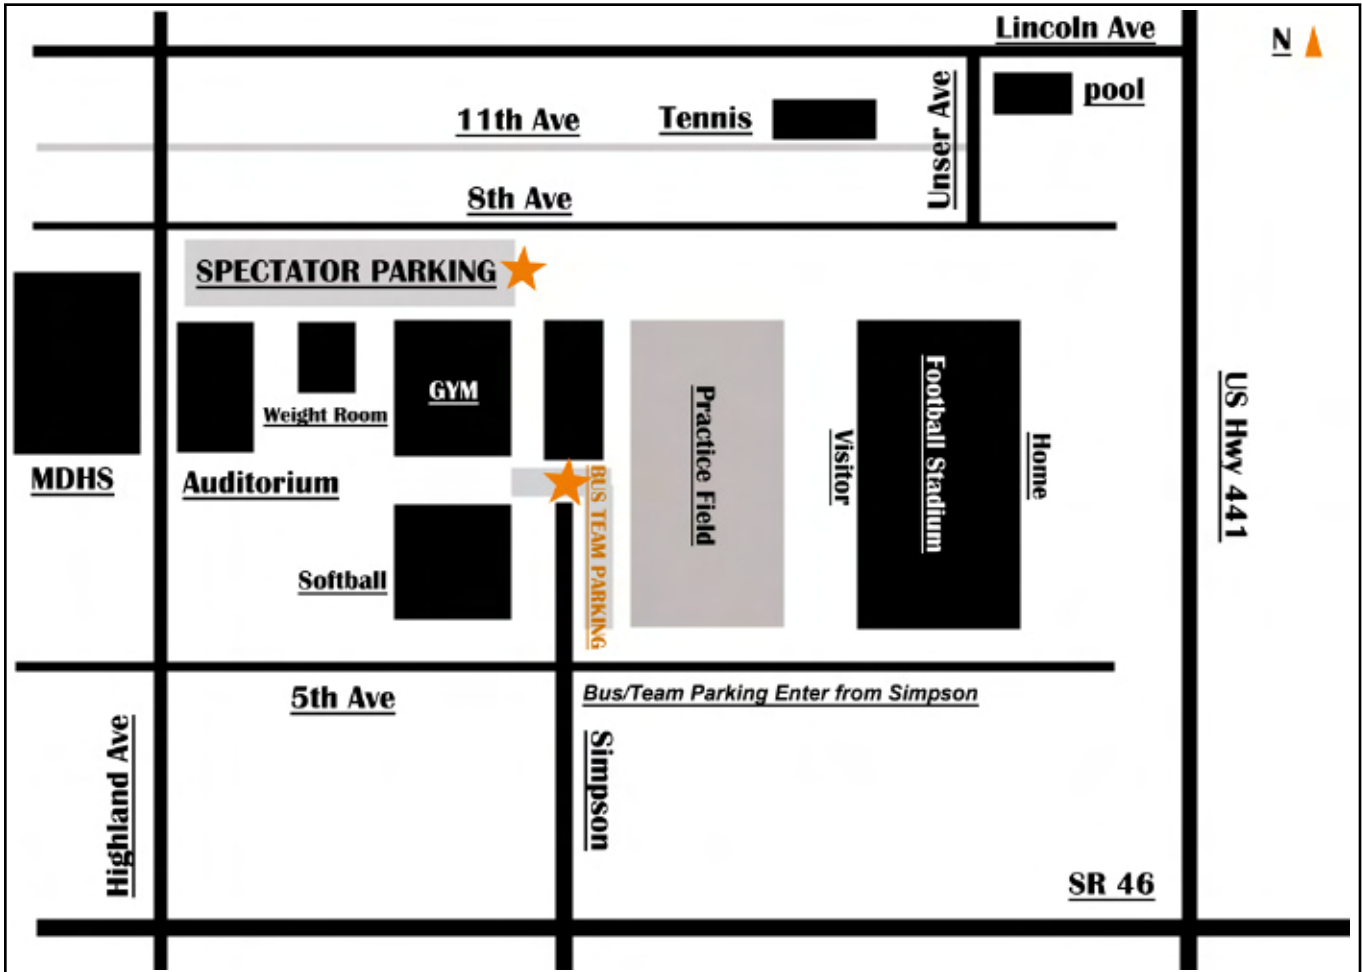 Lincoln Ave
N
pool
Unser Ave
11th Ave
Tennis
8th Ave
SPECTATOR PARKING
GYM
Weight Room
MDHS
Auditorium
Softball
BUS TEAM PARKING
Practice Field
Visitor
Football Stadium
Home
US Hwy 441
5th Ave
Bus/Team Parking Enter from Simpson
Highland Ave
Simpson
SR 46